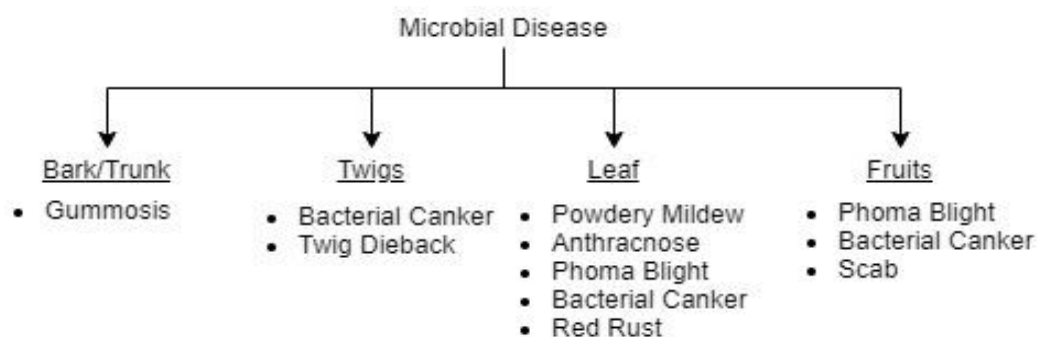 Microbial Disease
Bark/Trunk
• Gummosis
Twigs
• Bacterial Canker
• Twig Dieback
Leaf
• Powdery Mildew
• Anthracnose
• Phoma Blight
• Bacterial Canker
• Red Rust
Fruits
• Phoma Blight
• Bacterial Canker
• Scab